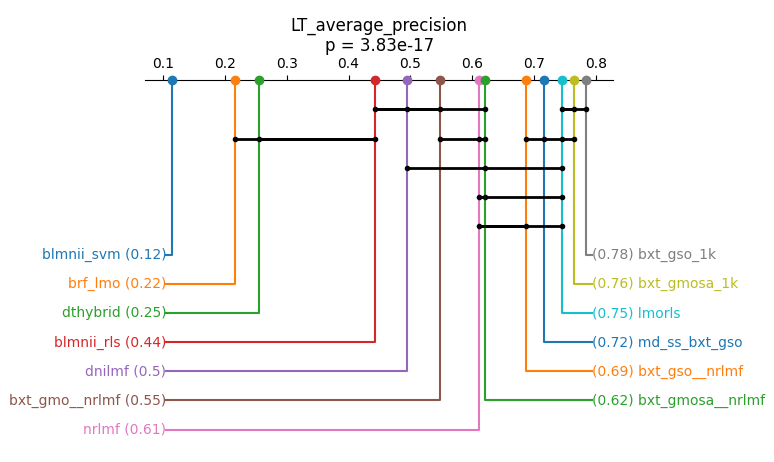 LT_average_precision
p = 3.83e-17
0.1 0.2 0.3 0.4 0.5 0.6 0.7 0.8
blmnii_svm (0.12) (0.78) bxt_gso_1k
brf_lmo (0.22) (0.76) bxt_gmosa_1k
dthybrid (0.25) (0.75) lmorls
blmnii_rls (0.44) (0.72) md_ss_bxt_gso
dnilmf (0.5) (0.69) bxt_gso__nrlmf
bxt_gmo__nrlmf (0.55) (0.62) bxt_gmosa__nrlmf
nrlmf (0.61)